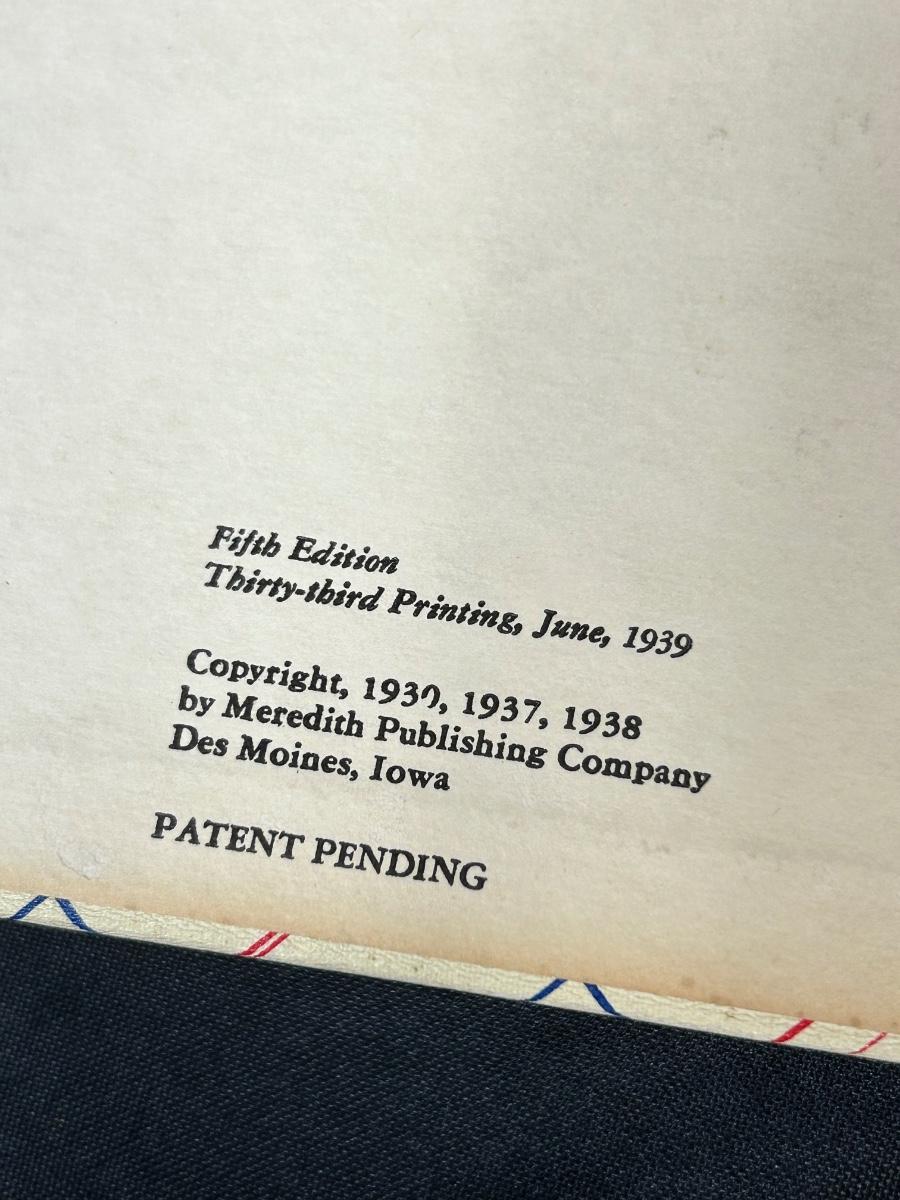 Fifth Edition
Thirty-third Printing, June, 1939
Copyright, 1930, 1937, 1938
by Meredith Publishing Company
Des Moines, Iowa
PATENT PENDING